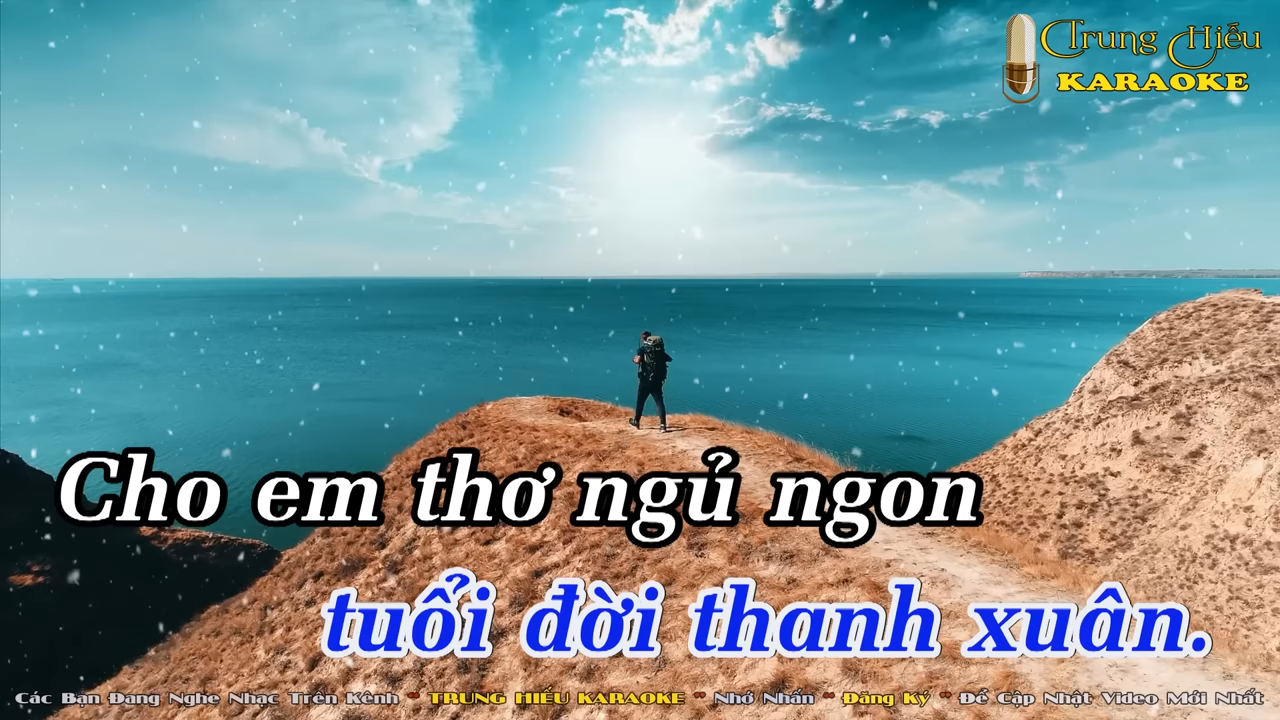 Trung Hiếu
KARAOKE
Cho em thơ ngủ ngon
tuổi đời thanh xuân.
Các Bạn Đang Nghe Nhạc Trên Kênh ** TRUNG HIẾU KARAOKE ** Nhớ Nhấn ** Đăng Ký ** Để Cập Nhật Video Mới Nhất